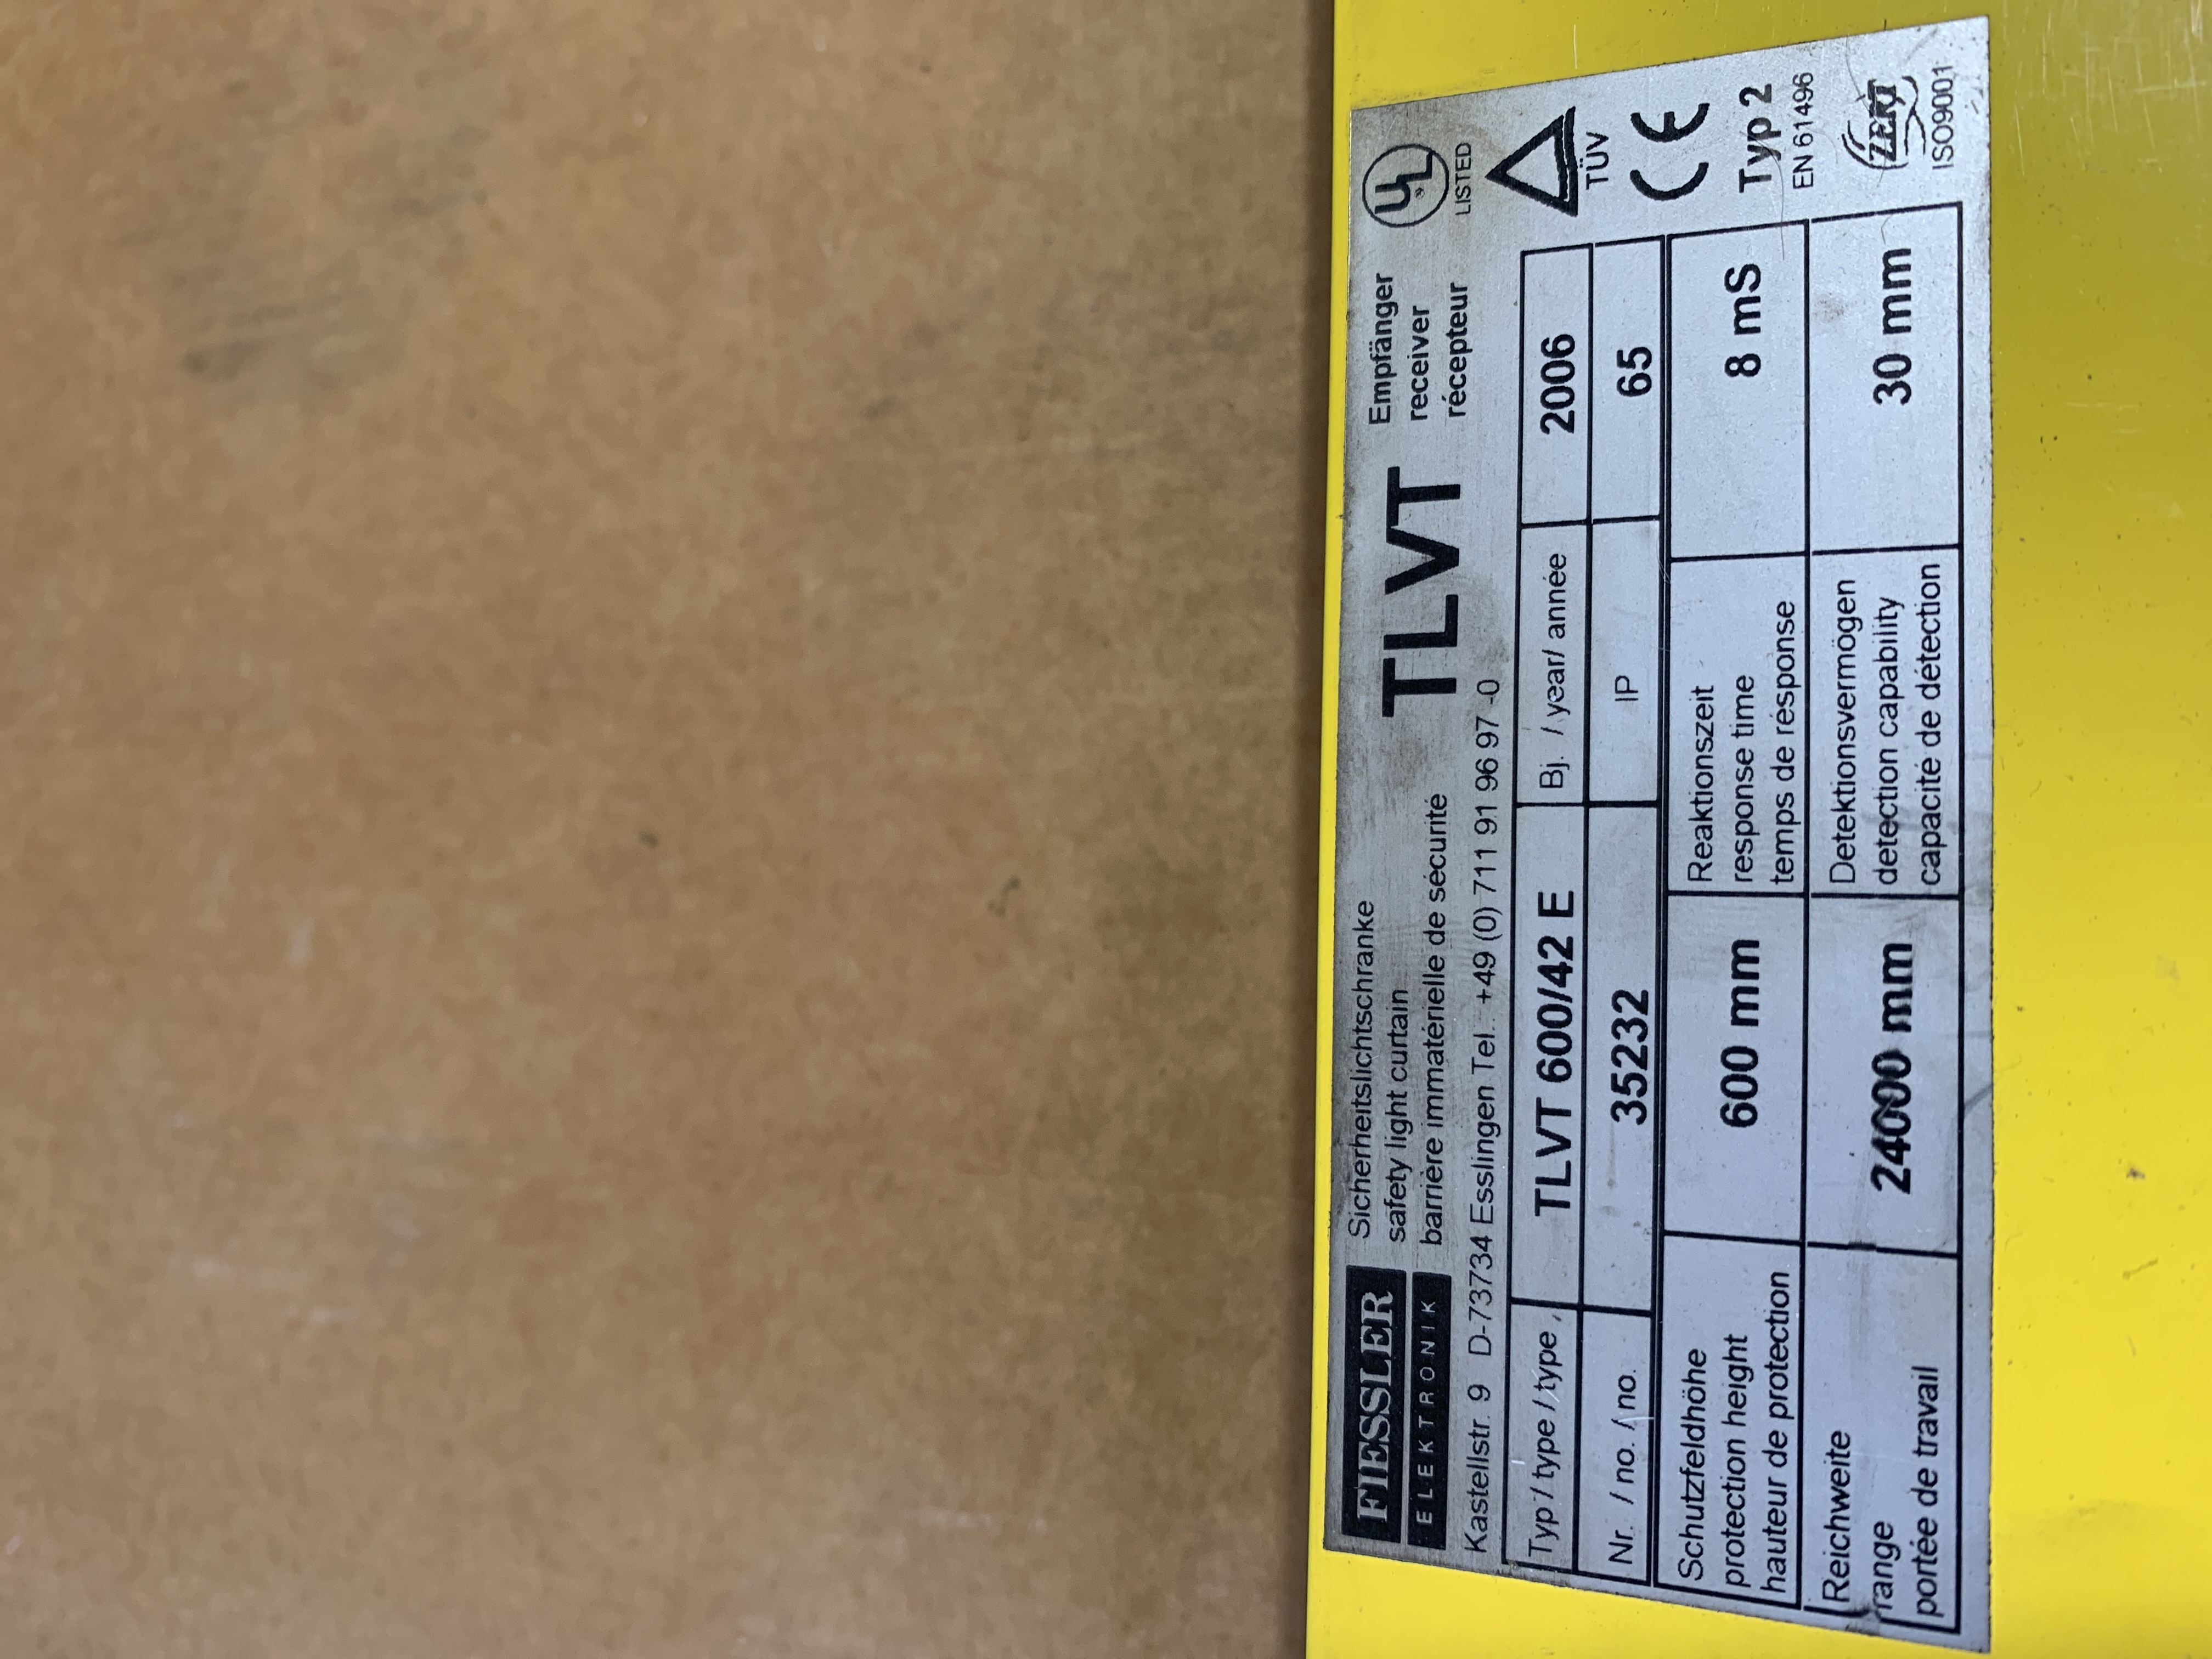 FIESSLER
ELEKTRONIK
Sicherheitslichtschranke
safety light curtain
barrière immatérielle de sécurité
TLVT
Empfänger
receiver
récepteur
Kastellstr. 9 D-73734 Esslingen Tel.: +49 (0) 711 91 96 97 -0
UL
LISTED
Typ / type / type TLVT 600/42 E Bj. / year/ année 2006
Nr. / no. / no. 35232 IP 65
Schutzfeldhöhe
protection height
hauteur de protection
600 mm
Reaktionszeit
response time
temps de résponse
8 mS
Reichweite
range
portée de travail
24000 mm
Detektionsvermögen
detection capability
capacité de détection
30 mm
TÜV
CE
Typ 2
EN 61496
ZERT
ISO9001